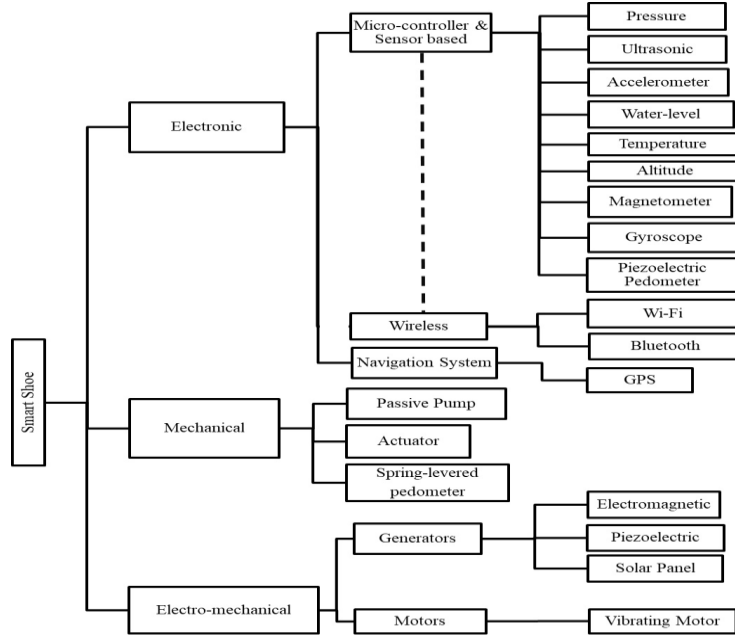 Smart Shoe
Electronic
Micro-controller &
Sensor based
Pressure
Ultrasonic
Accelerometer
Water-level
Temperature
Altitude
Magnetometer
Gyroscope
Piezoelectric
Pedometer
Wireless
Wi-Fi
Bluetooth
Navigation System
GPS
Mechanical
Passive Pump
Actuator
Spring-levered
pedometer
Electro-mechanical
Generators
Electromagnetic
Piezoelectric
Solar Panel
Motors
Vibrating Motor